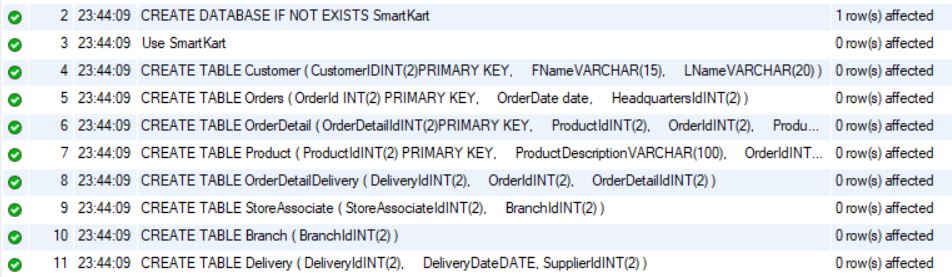 2 23:44:09 CREATE DATABASE IF NOT EXISTS SmartKart 1 row(s) affected
3 23:44:09 Use SmartKart 0 row(s) affected
4 23:44:09 CREATE TABLE Customer ( CustomerIDINT(2)PRIMARY KEY, FNameVARCHAR(15), LNameVARCHAR(20) ) 0 row(s) affected
5 23:44:09 CREATE TABLE Orders ( OrderId INT(2) PRIMARY KEY, OrderDate date, HeadquartersIdINT(2) ) 0 row(s) affected
6 23:44:09 CREATE TABLE OrderDetail ( OrderDetailIdINT(2)PRIMARY KEY, ProductIdINT(2), OrderIdINT(2), Produ... 0 row(s) affected
7 23:44:09 CREATE TABLE Product ( ProductIdINT(2) PRIMARY KEY, ProductDescriptionVARCHAR(100), OrderIdINT... 0 row(s) affected
8 23:44:09 CREATE TABLE OrderDetailDelivery ( DeliveryIdINT(2), OrderIdINT(2), OrderDetailIdINT(2) ) 0 row(s) affected
9 23:44:09 CREATE TABLE StoreAssociate ( StoreAssociateIdINT(2), BranchIdINT(2) ) 0 row(s) affected
10 23:44:09 CREATE TABLE Branch ( BranchIdINT(2) ) 0 row(s) affected
11 23:44:09 CREATE TABLE Delivery ( DeliveryIdINT(2), DeliveryDateDATE, SupplierIdINT(2) ) 0 row(s) affected